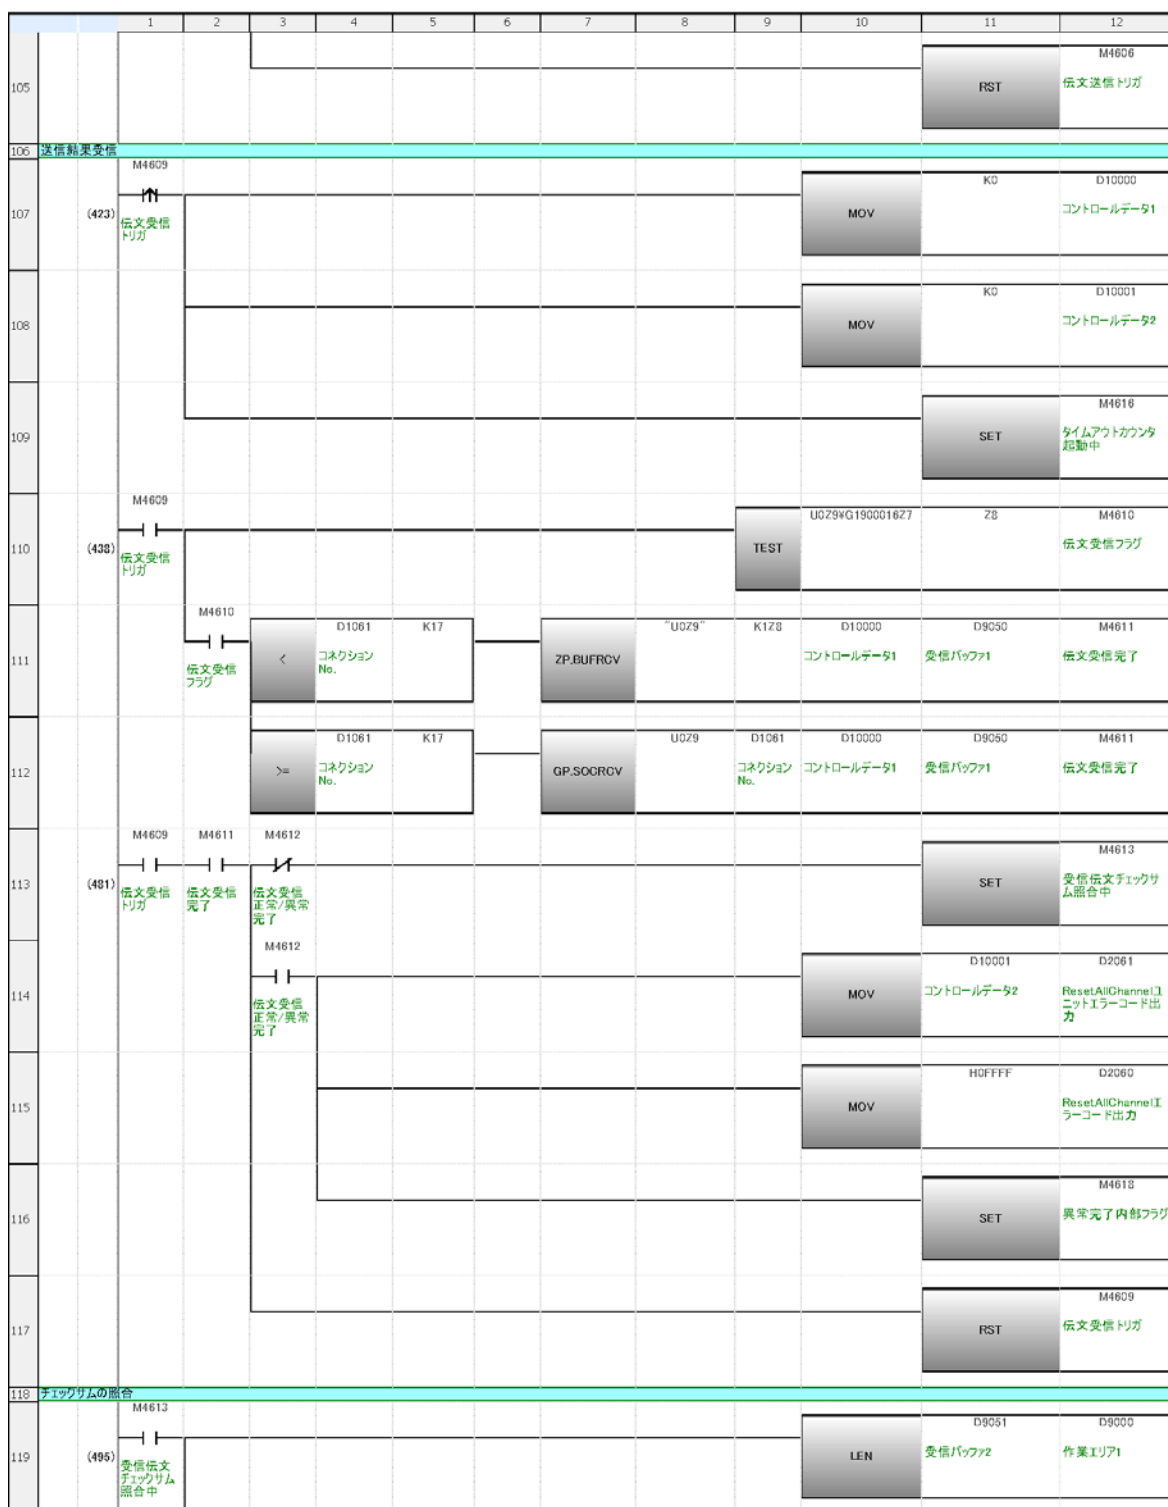 1 2 3 4 5 6 7 8 9 10 11 12
105
RST
M4606
伝文送信トリガ
106 送信結果受信
107
(423)
M4609
伝文受信
トリガ
MOV
K0
D10000
コントロールデータ1
108
MOV
K0
D10001
コントロールデータ2
109
SET
M4616
タイムアウトカウンタ
起動中
110
(438)
M4609
伝文受信
トリガ
TEST
U0Z9¥G1900016Z7
Z8
M4610
伝文受信フラグ
111
M4610
伝文受信
フラグ
<
D1061
コネクション
No.
K17
ZP.BUFRCV
"U0Z9"
K1Z8
D10000
コントロールデータ1
D9050
受信バッファ1
M4611
伝文受信完了
112
>=
D1061
コネクション
No.
K17
GP.SOCRCV
U0Z9
D1061
コネクション
No.
D10000
コントロールデータ1
D9050
受信バッファ1
M4611
伝文受信完了
113
(481)
M4609
伝文受信
トリガ
M4611
伝文受信
完了
M4612
伝文受信
正常/異常
完了
SET
M4613
受信伝文チェックサ
ム照合中
114
M4612
伝文受信
正常/異常
完了
MOV
D10001
コントロールデータ2
D2061
ResetAllChannelユ
ニットエラーコード出
力
115
MOV
H0FFFF
D2060
ResetAllChannelエ
ラーコード出力
116
SET
M4618
異常完了内部フラグ
117
RST
M4609
伝文受信トリガ
118 チェックサムの照合
119
(495)
M4613
受信伝文
チェックサム
照合中
LEN
D9051
受信バッファ2
D9000
作業エリア1